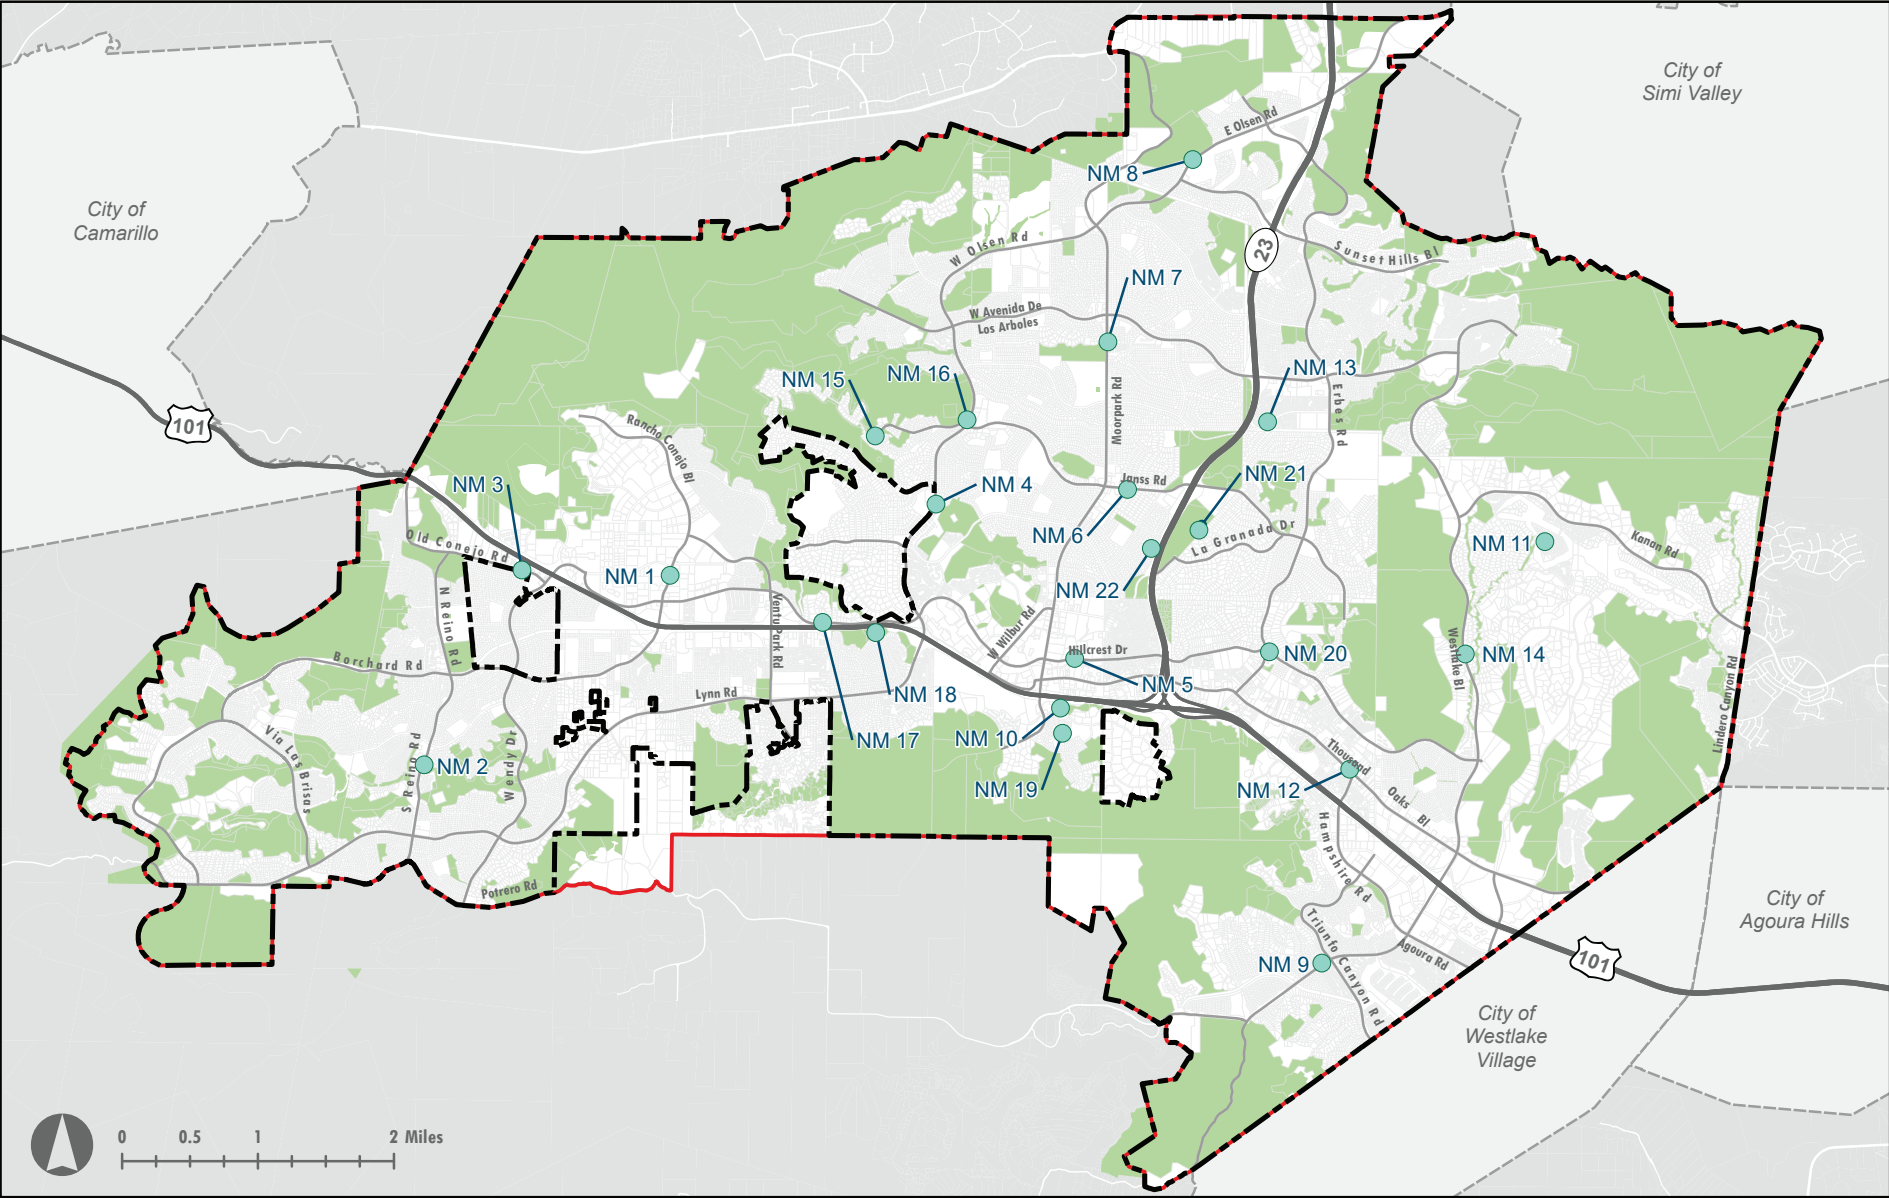 City of
Simi Valley
E Olsen Rd
NM 8
City of
Camarillo
W Olsen Rd
23
Sunset Hills Bl
NM 7
W Avenida De
Los Arboles
NM 13
NM 16
NM 15
Moorpark Rd
Erbes Rd
101
Rancho Conejo Bl
NM 3
NM 4
Janss Rd
NM 21
NM 6
La Granada Dr
NM 11
Kanan Rd
Old Conejo Rd
NM 1
NM 22
N Reino Rd
Ventu Park Rd
W Wilbur Rd
Hillcrest Dr
NM 20
Westlake Bl
NM 14
Borchard Rd
NM 5
Lynn Rd
NM 18
Lindero Canyon Rd
NM 17
NM 10
Via Las Brisas
S Reino Rd
NM 2
Wendy Dr
NM 19
NM 12
Thousand
Oaks
Bl
Hampshire Rd
Potrero Rd
City of
Agoura Hills
Triunfo Canyon Rd
Agoura Rd
NM 9
101
City of
Westlake
Village
0 0.5 1 2 Miles